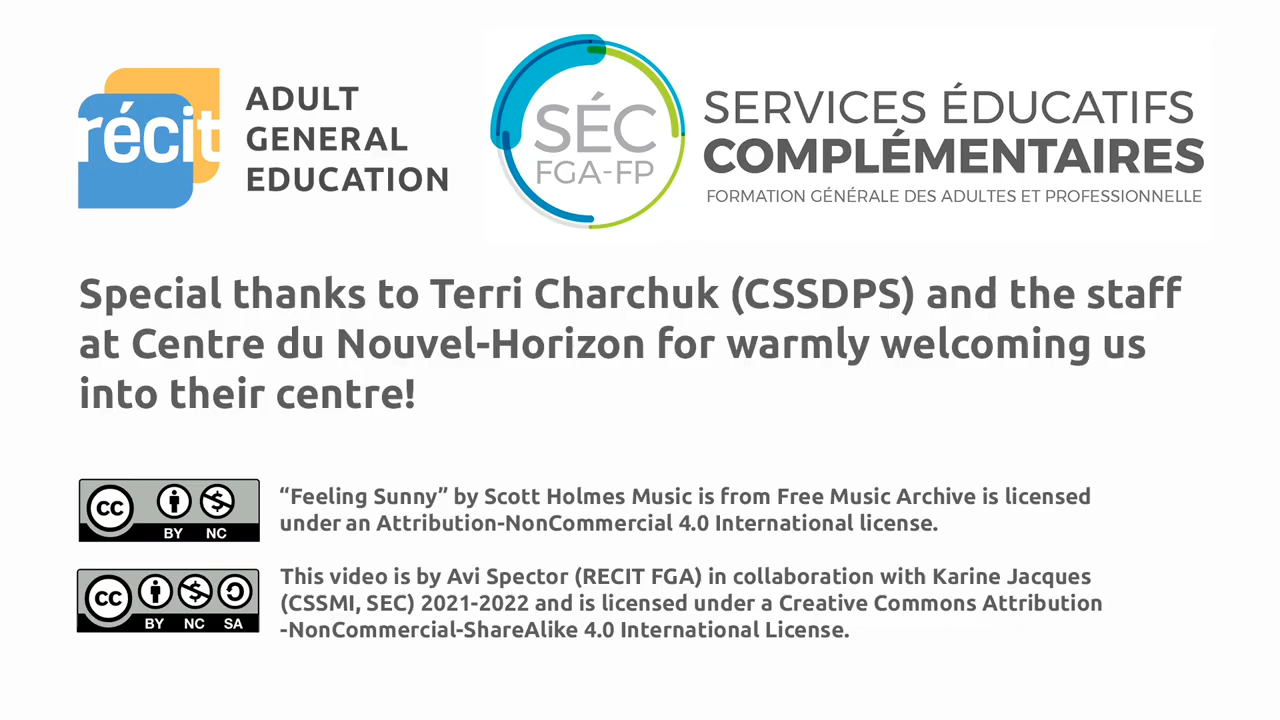 récit
ADULT
GENERAL
EDUCATION
SÉC
FGA-FP
SERVICES ÉDUCATIFS
COMPLÉMENTAIRES
FORMATION GÉNÉRALE DES ADULTES ET PROFESSIONNELLE
Special thanks to Terri Charchuk (CSSDPS) and the staff
at Centre du Nouvel-Horizon for warmly welcoming us
into their centre!
CC
BY NC
“Feeling Sunny” by Scott Holmes Music is from Free Music Archive is licensed
under an Attribution-NonCommercial 4.0 International license.
CC
BY NC SA
This video is by Avi Spector (RECIT FGA) in collaboration with Karine Jacques
(CSSMI, SEC) 2021-2022 and is licensed under a Creative Commons Attribution
-NonCommercial-ShareAlike 4.0 International License.